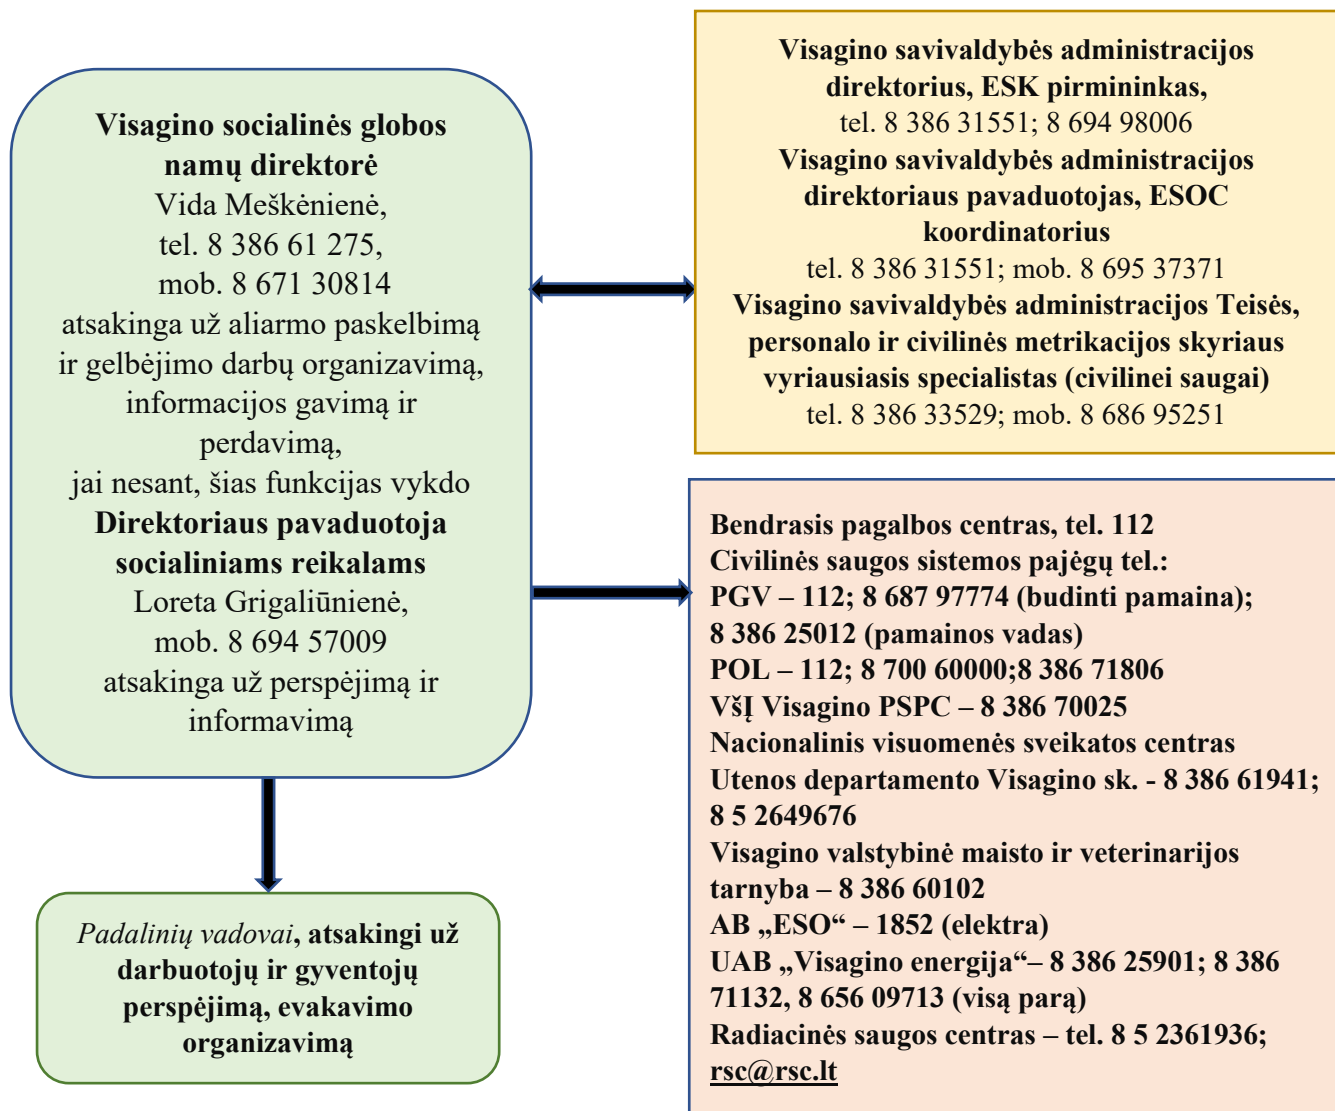 Visagino socialinės globos
namų direktorė
Vida Meškėnienė,
tel. 8 386 61 275,
mob. 8 671 30814
atsakinga už aliarmo paskelbimą
ir gelbėjimo darbų organizavimą,
informacijos gavimą ir
perdavimą,
jai nesant, šias funkcijas vykdo
Direktoriaus pavaduotoja
socialiniams reikalams
Loreta Grigaliūnienė,
mob. 8 694 57009
atsakinga už perspėjimą ir
informavimą
Visagino savivaldybės administracijos
direktorius, ESK pirmininkas,
tel. 8 386 31551; 8 694 98006
Visagino savivaldybės administracijos
direktoriaus pavaduotojas, ESOC
koordinatorius
tel. 8 386 31551; mob. 8 695 37371
Visagino savivaldybės administracijos Teisės,
personalo ir civilinės metrikacijos skyriaus
vyriausiasis specialistas (civilinei saugai)
tel. 8 386 33529; mob. 8 686 95251
Bendrasis pagalbos centras, tel. 112
Civilinės saugos sistemos pajėgų tel.:
PGV – 112; 8 687 97774 (budinti pamaina);
8 386 25012 (pamainos vadas)
POL – 112; 8 700 60000;8 386 71806
VšĮ Visagino PSPC – 8 386 70025
Nacionalinis visuomenės sveikatos centras
Utenos departamento Visagino sk. - 8 386 61941;
8 5 2649676
Visagino valstybinė maisto ir veterinarijos
tarnyba – 8 386 60102
AB „ESO“ – 1852 (elektra)
UAB „Visagino energija“– 8 386 25901; 8 386
71132, 8 656 09713 (visą parą)
Radiacinės saugos centras – tel. 8 5 2361936;
rsc@rsc.lt
Padalinių vadovai, atsakingi už
darbuotojų ir gyventojų
perspėjimą, evakavimo
organizavimą